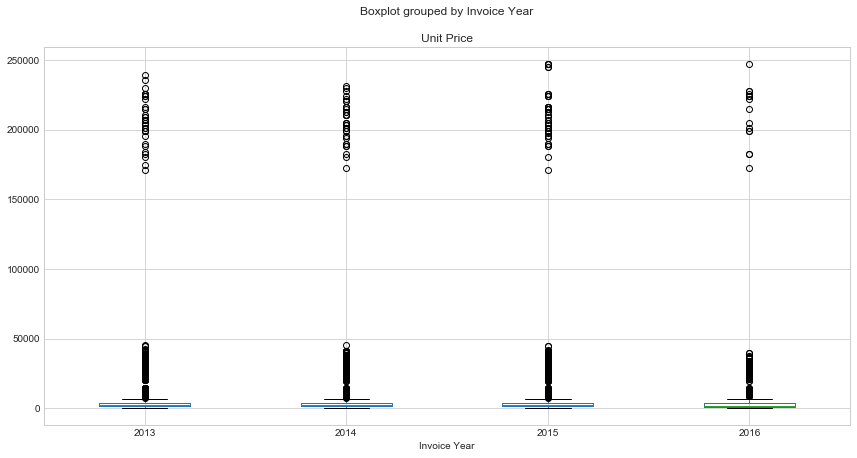 Boxplot grouped by Invoice Year
Unit Price
250000
200000
150000
100000
50000
0
2013 2014 2015 2016
Invoice Year